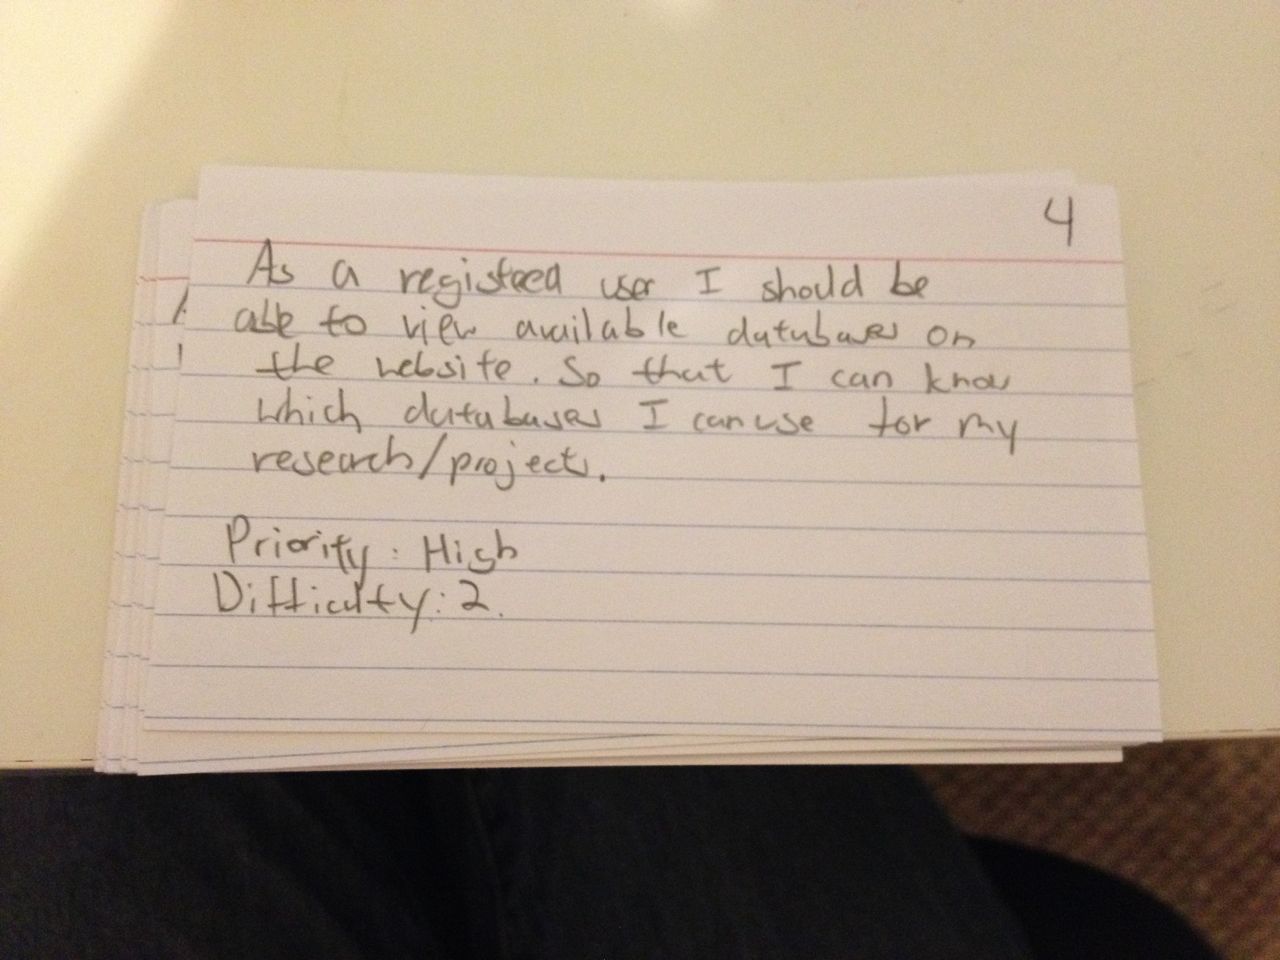 4
As a registered user I should be
able to view available databases on
the website. So that I can know
which databases I can use for my
research/projects.
Priority: High
Difficulty: 2.